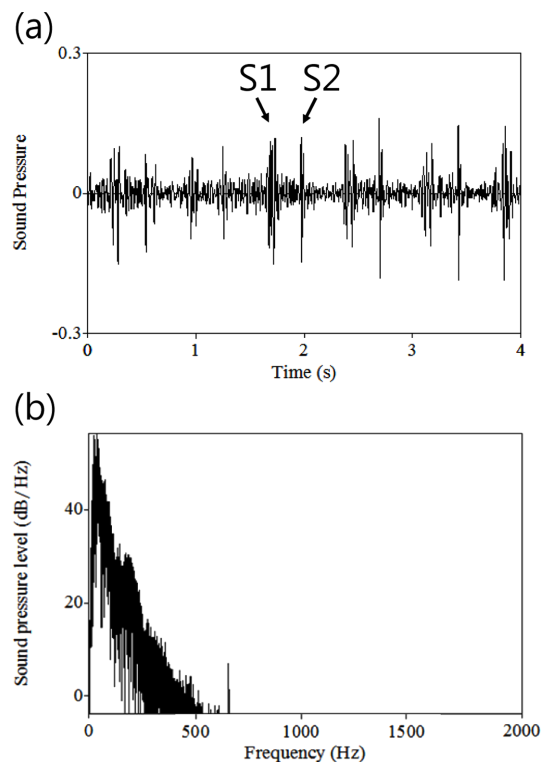 (a)
0.3
S1 S2
Sound Pressure
0
-0.3
0 1 2 3 4
Time (s)
(b)
Sound pressure level (dB/Hz)
40
20
0
0 500 1000 1500 2000
Frequency (Hz)